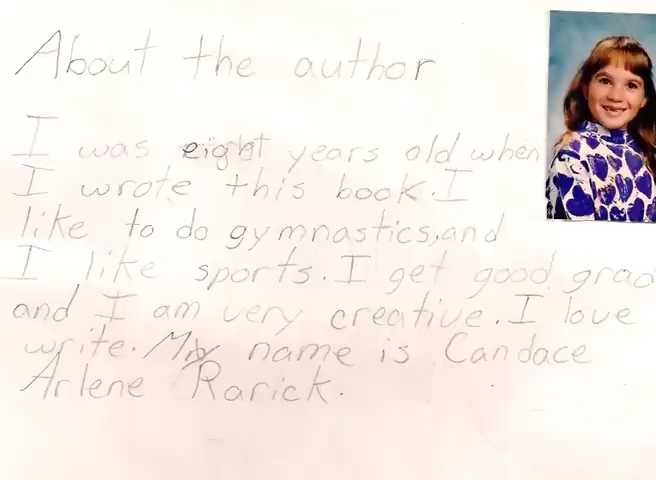 About the author
I was eight years old when
I wrote this book. I
like to do gymnastics, and
I like sports. I get good grad
and I am very creative. I love
write. My name is Candace
Arlene Rarick.